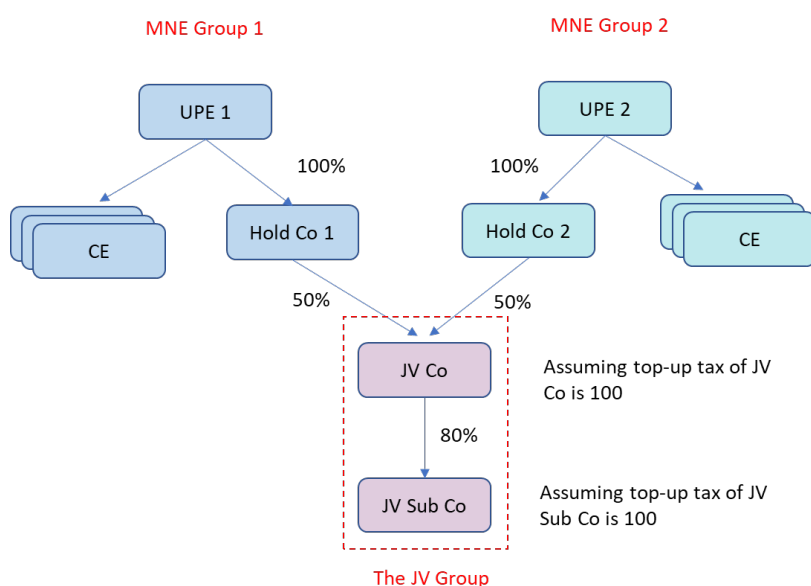 MNE Group 1
MNE Group 2
UPE 1
UPE 2
100%
100%
CE
Hold Co 1
Hold Co 2
CE
50%
50%
JV Co
Assuming top-up tax of JV
Co is 100
80%
JV Sub Co
Assuming top-up tax of JV
Sub Co is 100
The JV Group